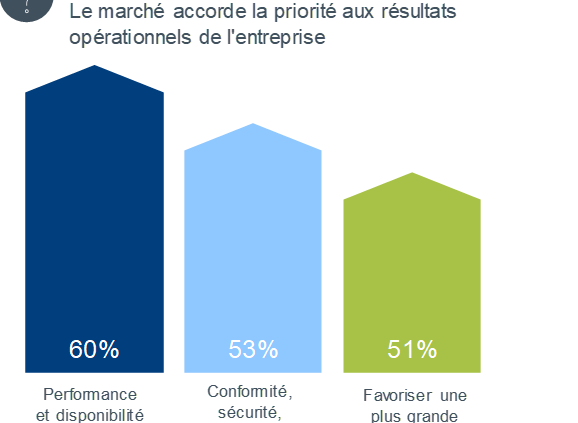 ?
Le marché accorde la priorité aux résultats
opérationnels de l'entreprise
60%
53%
51%
Performance
et disponibilité
Conformité,
sécurité,
Favoriser une
plus grande